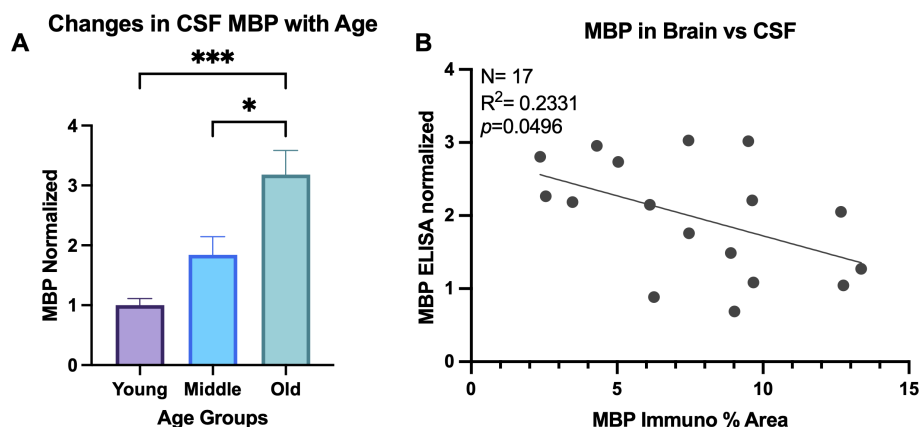 A
Changes in CSF MBP with Age
***
*
MBP Normalized
4
3
2
1
0
Young
Middle
Old
Age Groups
B
MBP in Brain vs CSF
N= 17
R²= 0.2331
p=0.0496
MBP ELISA normalized
4
3
2
1
0
0
5
10
15
MBP Immuno % Area